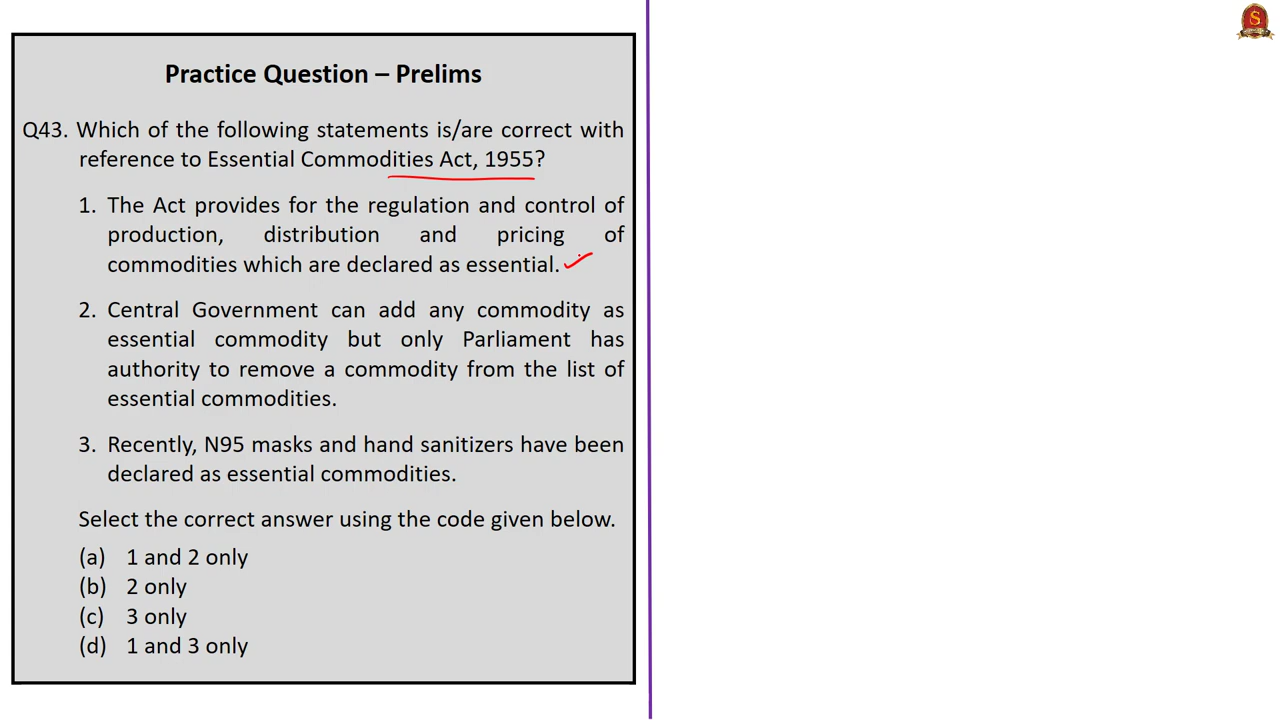 Practice Question – Prelims
Q43. Which of the following statements is/are correct with
reference to Essential Commodities Act, 1955?
1. The Act provides for the regulation and control of
production, distribution and pricing of
commodities which are declared as essential.
2. Central Government can add any commodity as
essential commodity but only Parliament has
authority to remove a commodity from the list of
essential commodities.
3. Recently, N95 masks and hand sanitizers have been
declared as essential commodities.
Select the correct answer using the code given below.
(a) 1 and 2 only
(b) 2 only
(c) 3 only
(d) 1 and 3 only
S